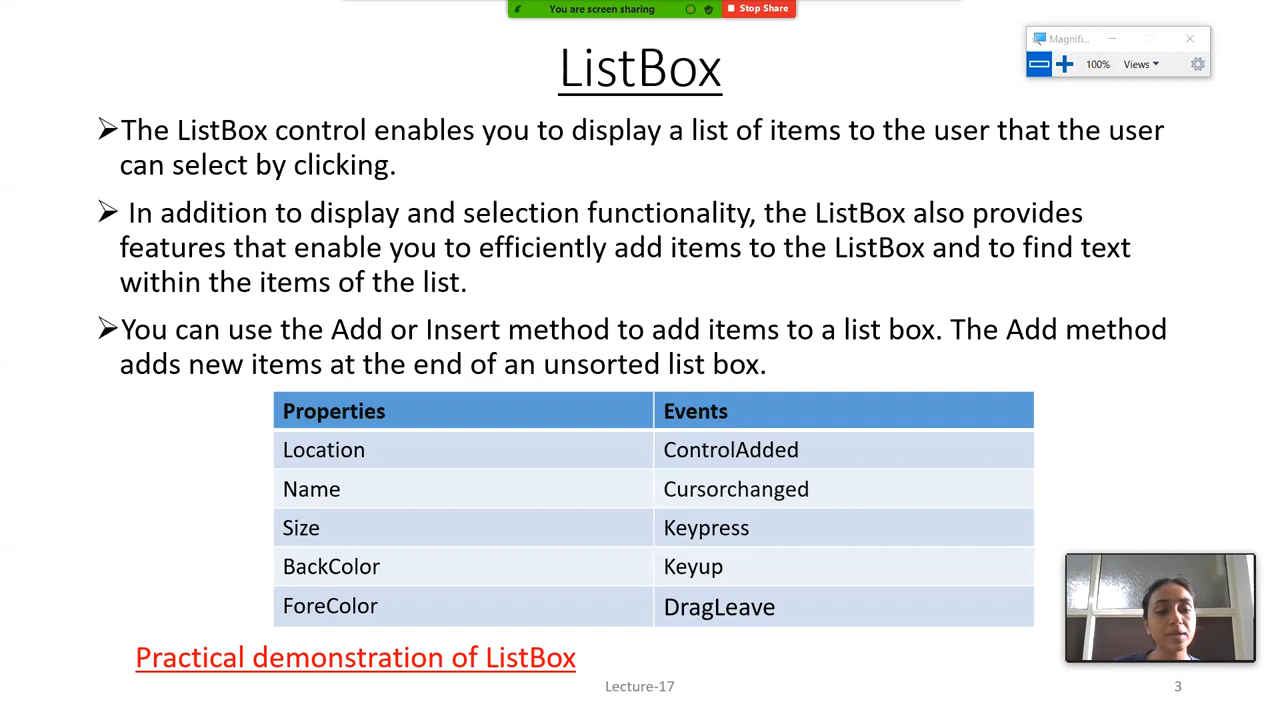 You are screen sharing
Stop Share
Magnifi...
100%
Views
ListBox
➢The ListBox control enables you to display a list of items to the user that the user
can select by clicking.
➢ In addition to display and selection functionality, the ListBox also provides
features that enable you to efficiently add items to the ListBox and to find text
within the items of the list.
➢You can use the Add or Insert method to add items to a list box. The Add method
adds new items at the end of an unsorted list box.
Properties Events
Location ControlAdded
Name Cursorchanged
Size Keypress
BackColor Keyup
ForeColor DragLeave
Practical demonstration of ListBox
Lecture-17
3